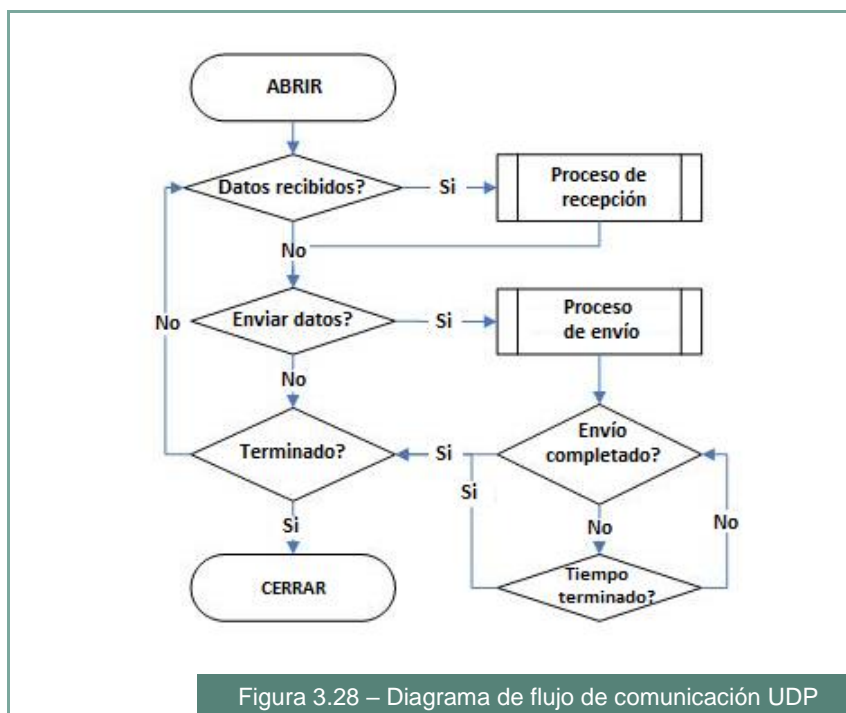 ABRIR
Datos recibidos?
Si
Proceso de
recepción
No
Enviar datos?
Si
Proceso
de envío
No
No
Terminado?
Si
Envío
completado?
Si
Si
No
No
CERRAR
Tiempo
terminado?
Figura 3.28 – Diagrama de flujo de comunicación UDP